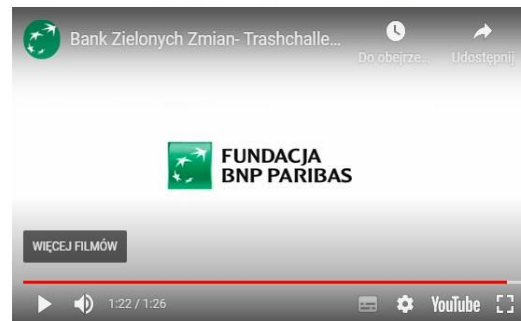 Bank Zielonych Zmian- Trashchalle...
Do obejrze...
Udostępnij
FUNDACJA
BNP PARIBAS
WIĘCEJ FILMÓW
1:22 / 1:26
YouTube